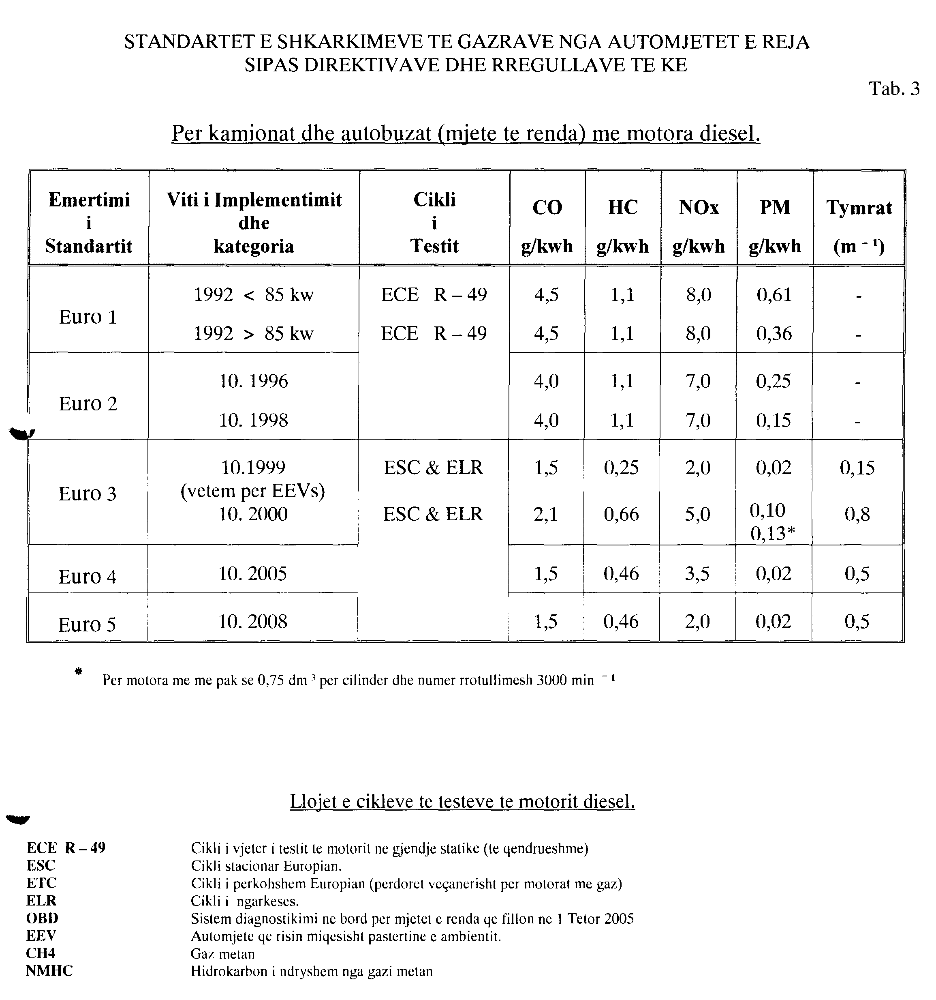 STANDARTET E SHKARKIMEVE TE GAZRAVE NGA AUTOMJETET E REJA
SIPAS DIREKTIVAVE DHE RREGULLAVE TE KE
Tab. 3
Per kamionat dhe autobuzat (mjete te renda) me motora diesel.
Emertimi i Standartit | Viti i Implementimit dhe kategoria | Cikli i Testit | CO g/kwh | HC g/kwh | NOx g/kwh | PM g/kwh | Tymrat (m⁻¹)
Euro 1 | 1992 < 85 kw | ECE R – 49 | 4,5 | 1,1 | 8,0 | 0,61 | -
1992 > 85 kw | ECE R – 49 | 4,5 | 1,1 | 8,0 | 0,36 | -
Euro 2 | 10. 1996 | 4,0 | 1,1 | 7,0 | 0,25 | -
10. 1998 | 4,0 | 1,1 | 7,0 | 0,15 | -
Euro 3 | 10.1999 (vetem per EEVs) | ESC & ELR | 1,5 | 0,25 | 2,0 | 0,02 | 0,15
10. 2000 | ESC & ELR | 2,1 | 0,66 | 5,0 | 0,10 0,13* | 0,8
Euro 4 | 10. 2005 | 1,5 | 0,46 | 3,5 | 0,02 | 0,5
Euro 5 | 10. 2008 | 1,5 | 0,46 | 2,0 | 0,02 | 0,5
* Per motora me me pak se 0,75 dm ³ per cilinder dhe numer rrotullimesh 3000 min ⁻¹
Llojet e cikleve te testeve te motorit diesel.
ECE R – 49 Cikli i vjeter i testit te motorit ne gjendje statike (te qendrueshme)
ESC Cikli stacionar Europian.
ETC Cikli i perkohshem Europian (perdoret veçanerisht per motorat me gaz)
ELR Cikli i ngarkeses.
OBD Sistem diagnostikimi ne bord per mjetet e renda qe fillon ne 1 Tetor 2005
EEV Automjete qe risin miqesisht pastertine e ambientit.
CH4 Gaz metan
NMHC Hidrokarbon i ndryshem nga gazi metan